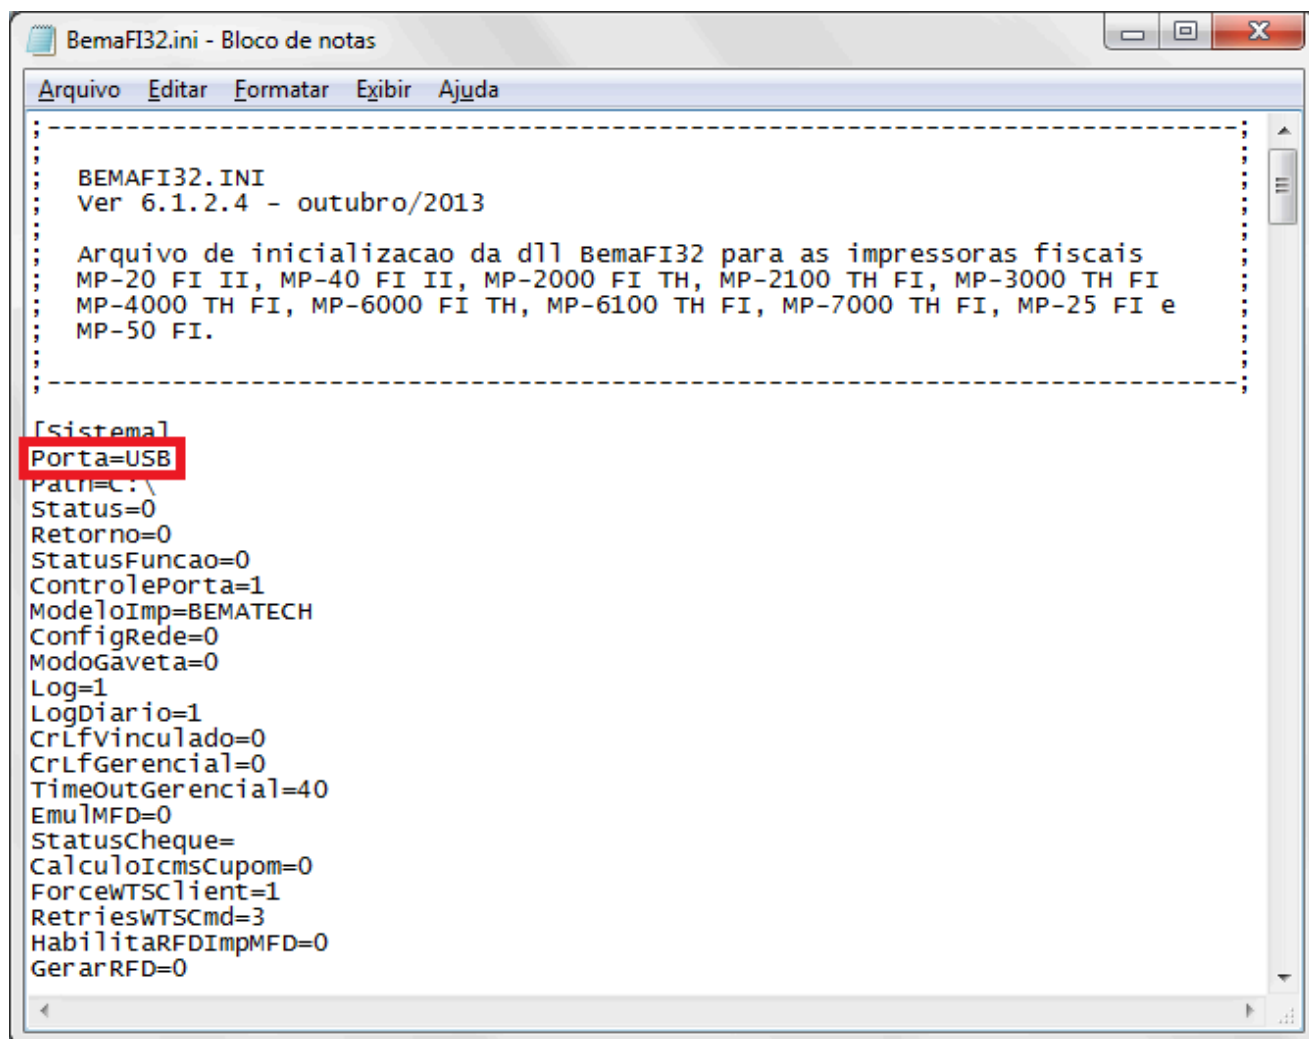 BemaFI32.ini - Bloco de notas
Arquivo Editar Formatar Exibir Ajuda
;----------------------------------------------------------------------------;
; ;
; BEMAFI32.INI ;
; Ver 6.1.2.4 - outubro/2013 ;
; ;
; Arquivo de inicializacao da dll BemaFI32 para as impressoras fiscais ;
; MP-20 FI II, MP-40 FI II, MP-2000 FI TH, MP-2100 TH FI, MP-3000 TH FI ;
; MP-4000 TH FI, MP-6000 FI TH, MP-6100 TH FI, MP-7000 TH FI, MP-25 FI e ;
; MP-50 FI. ;
; ;
;----------------------------------------------------------------------------;
[Sistema]
Porta=USB
Path=C:\
Status=0
Retorno=0
StatusFuncao=0
ControlePorta=1
ModeloImp=BEMATECH
ConfigRede=0
ModoGaveta=0
Log=1
LogDiario=1
CrLfVinculado=0
CrLfGerencial=0
TimeOutGerencial=40
EmulMFD=0
StatusCheque=
CalculoIcmsCupom=0
ForceWTSClient=1
RetriesWTSCmd=3
HabilitaRFDImpMFD=0
GerarRFD=0